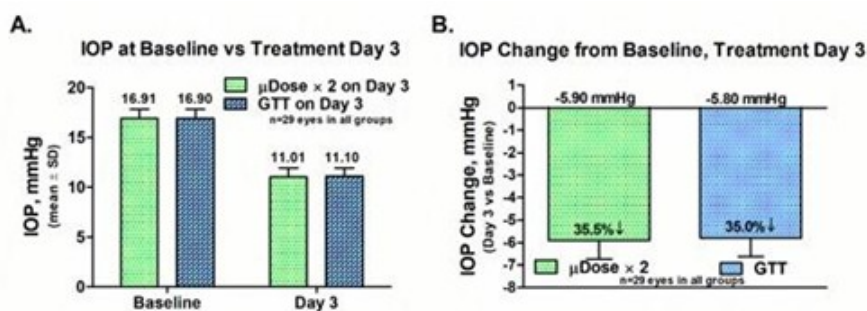 A.
IOP at Baseline vs Treatment Day 3
IOP, mmHg
(mean ± SD)
20
15
10
5
0
16.91
16.90
11.01
11.10
μDose × 2 on Day 3
GTT on Day 3
n=29 eyes in all groups
Baseline
Day 3
B.
IOP Change from Baseline, Treatment Day 3
IOP Change, mmHg
(Day 3 vs Baseline)
1
0
-1
-2
-3
-4
-5
-6
-7
-8
-5.90 mmHg
-5.80 mmHg
35.5%↓
35.0%↓
μDose × 2
GTT
n=29 eyes in all groups